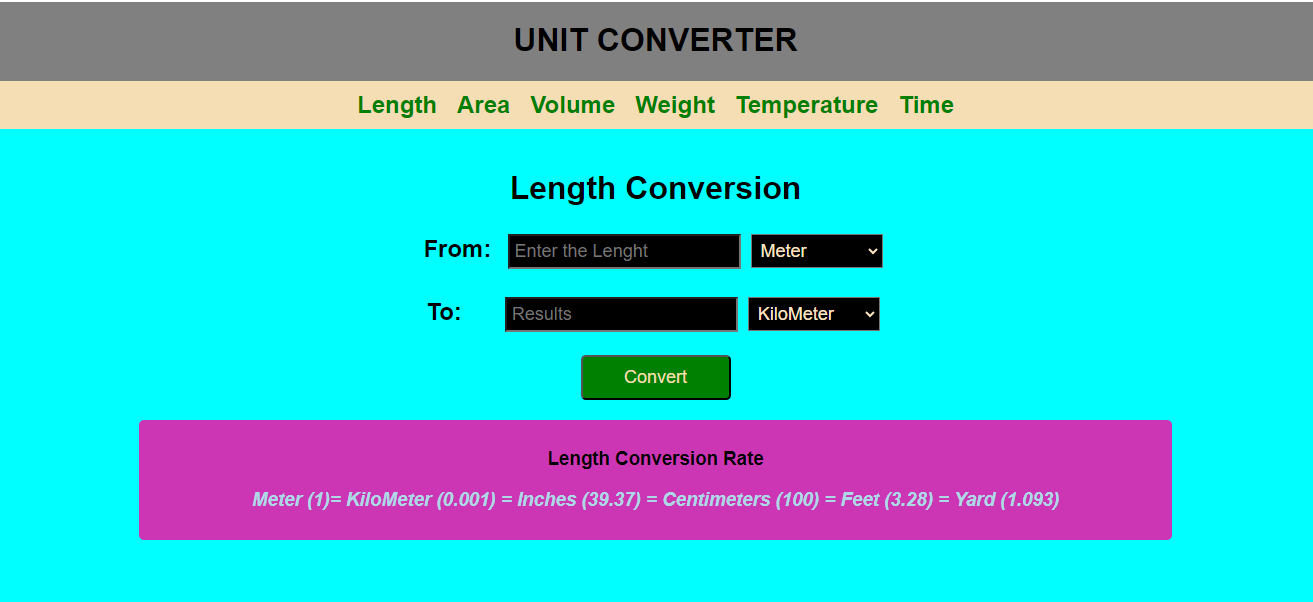 UNIT CONVERTER
Length Area Volume Weight Temperature Time
Length Conversion
From: Enter the Lenght Meter
To: Results KiloMeter
Convert
Length Conversion Rate
Meter (1)= KiloMeter (0.001) = Inches (39.37) = Centimeters (100) = Feet (3.28) = Yard (1.093)